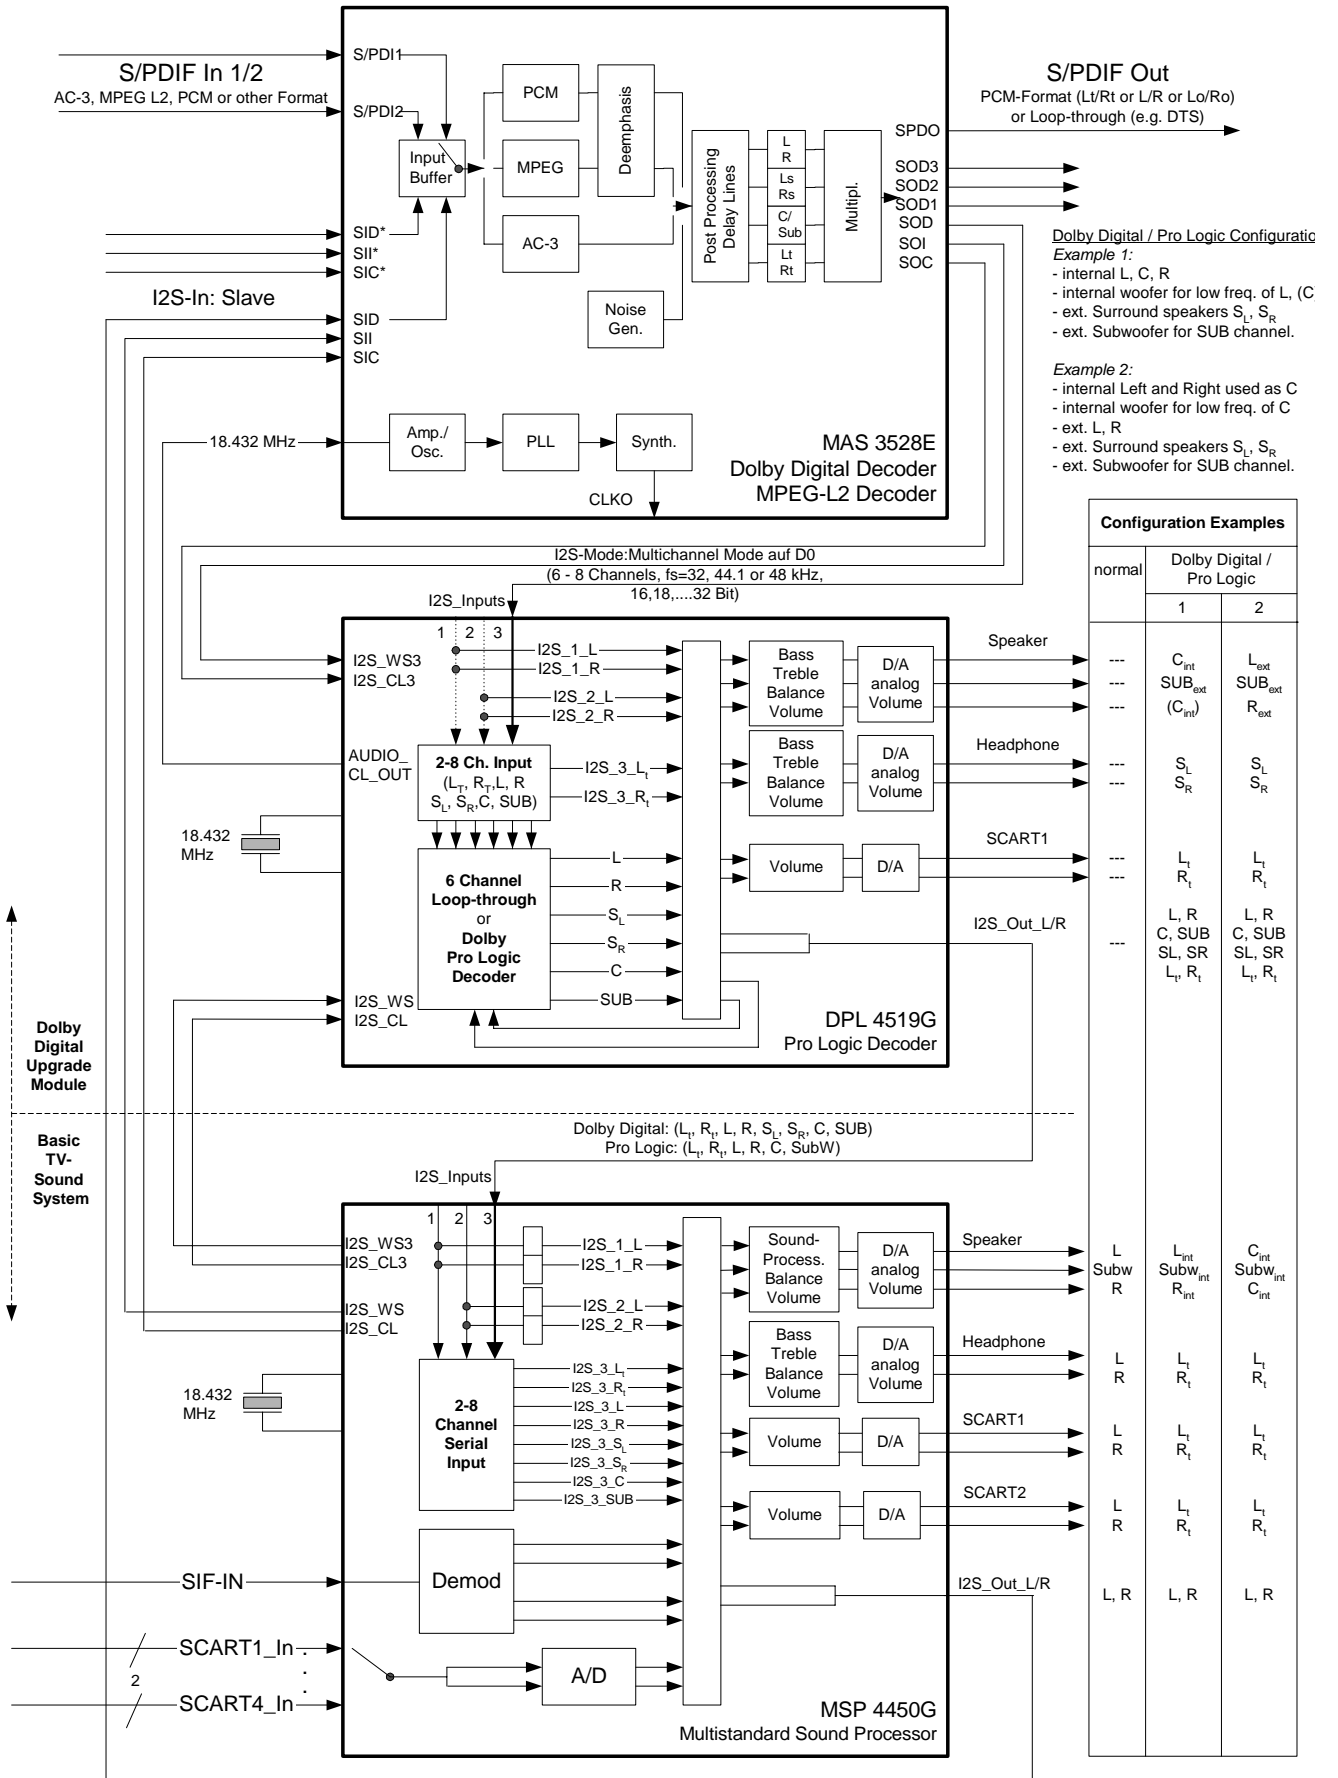 S/PDIF In 1/2
AC-3, MPEG L2, PCM or other Format
S/PDI1
S/PDI2
Input
Buffer
PCM
MPEG
AC-3
Deemphasis
Noise
Gen.
Post Processing
Delay Lines
L
R
Ls
Rs
C/
Sub
Lt
Rt
Multipl.
SPDO
SOD3
SOD2
SOD1
SOD
SOI
SOC
S/PDIF Out
PCM-Format (Lt/Rt or L/R or Lo/Ro)
or Loop-through (e.g. DTS)
SID*
SII*
SIC*
I2S-In: Slave
SID
SII
SIC
18.432 MHz
Amp./
Osc.
PLL
Synth.
CLKO
MAS 3528E
Dolby Digital Decoder
MPEG-L2 Decoder
Dolby Digital / Pro Logic Configuratio
Example 1:
- internal L, C, R
- internal woofer for low freq. of L, (C
- ext. Surround speakers SL, SR
- ext. Subwoofer for SUB channel.
Example 2:
- internal Left and Right used as C
- internal woofer for low freq. of C
- ext. L, R
- ext. Surround speakers SL, SR
- ext. Subwoofer for SUB channel.
I2S-Mode:Multichannel Mode auf D0
(6 - 8 Channels, fs=32, 44.1 or 48 kHz,
16,18,....32 Bit)
I2S_Inputs
1 2 3
I2S_WS3
I2S_CL3
AUDIO_
CL_OUT
18.432
MHz
I2S_WS
I2S_CL
I2S_1_L
I2S_1_R
I2S_2_L
I2S_2_R
2-8 Ch. Input
(LT, RT,L, R
SL, SR,C, SUB)
I2S_3_Lt
I2S_3_Rt
6 Channel
Loop-through
or
Dolby
Pro Logic
Decoder
L
R
SL
SR
C
SUB
Bass
Treble
Balance
Volume
D/A
analog
Volume
Speaker
Bass
Treble
Balance
Volume
D/A
analog
Volume
Headphone
Volume
D/A
SCART1
I2S_Out_L/R
DPL 4519G
Pro Logic Decoder
Dolby
Digital
Upgrade
Module
Basic
TV-
Sound
System
Dolby Digital: (Lt, Rt, L, R, SL, SR, C, SUB)
Pro Logic: (Lt, Rt, L, R, C, SubW)
I2S_Inputs
1 2 3
I2S_WS3
I2S_CL3
I2S_WS
I2S_CL
18.432
MHz
I2S_1_L
I2S_1_R
I2S_2_L
I2S_2_R
2-8
Channel
Serial
Input
I2S_3_Lt
I2S_3_Rt
I2S_3_L
I2S_3_R
I2S_3_SL
I2S_3_SR
I2S_3_C
I2S_3_SUB
SIF-IN
Demod
SCART1_In
.
.
.
2
SCART4_In
A/D
Sound-
Process.
Balance
Volume
D/A
analog
Volume
Speaker
Bass
Treble
Balance
Volume
D/A
analog
Volume
Headphone
Volume
D/A
SCART1
Volume
D/A
SCART2
I2S_Out_L/R
MSP 4450G
Multistandard Sound Processor
Configuration Examples
normal
Dolby Digital /
Pro Logic
1 2
--- Cint Lext
--- SUBext SUBext
--- (Cint) Rext
--- SL SL
--- SR SR
--- Lt Lt
--- Rt Rt
L, R L, R
C, SUB C, SUB
--- SL, SR SL, SR
Lt, Rt Lt, Rt
L Lint Cint
Subw Subwint Subwint
R Rint Cint
L Lt Lt
R Rt Rt
L Lt Lt
R Rt Rt
L Lt Lt
R Rt Rt
L, R L, R L, R